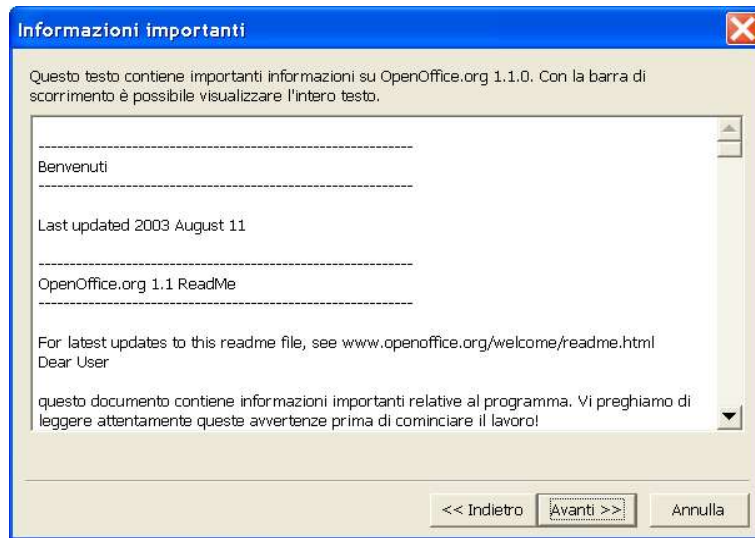 Informazioni importanti
Questo testo contiene importanti informazioni su OpenOffice.org 1.1.0. Con la barra di
scorrimento è possibile visualizzare l'intero testo.
----------------------------------------------------------------
Benvenuti
----------------------------------------------------------------
Last updated 2003 August 11
----------------------------------------------------------------
OpenOffice.org 1.1 ReadMe
----------------------------------------------------------------
For latest updates to this readme file, see www.openoffice.org/welcome/readme.html
Dear User
questo documento contiene informazioni importanti relative al programma. Vi preghiamo di
leggere attentamente queste avvertenze prima di cominciare il lavoro!
<< Indietro Avanti >> Annulla